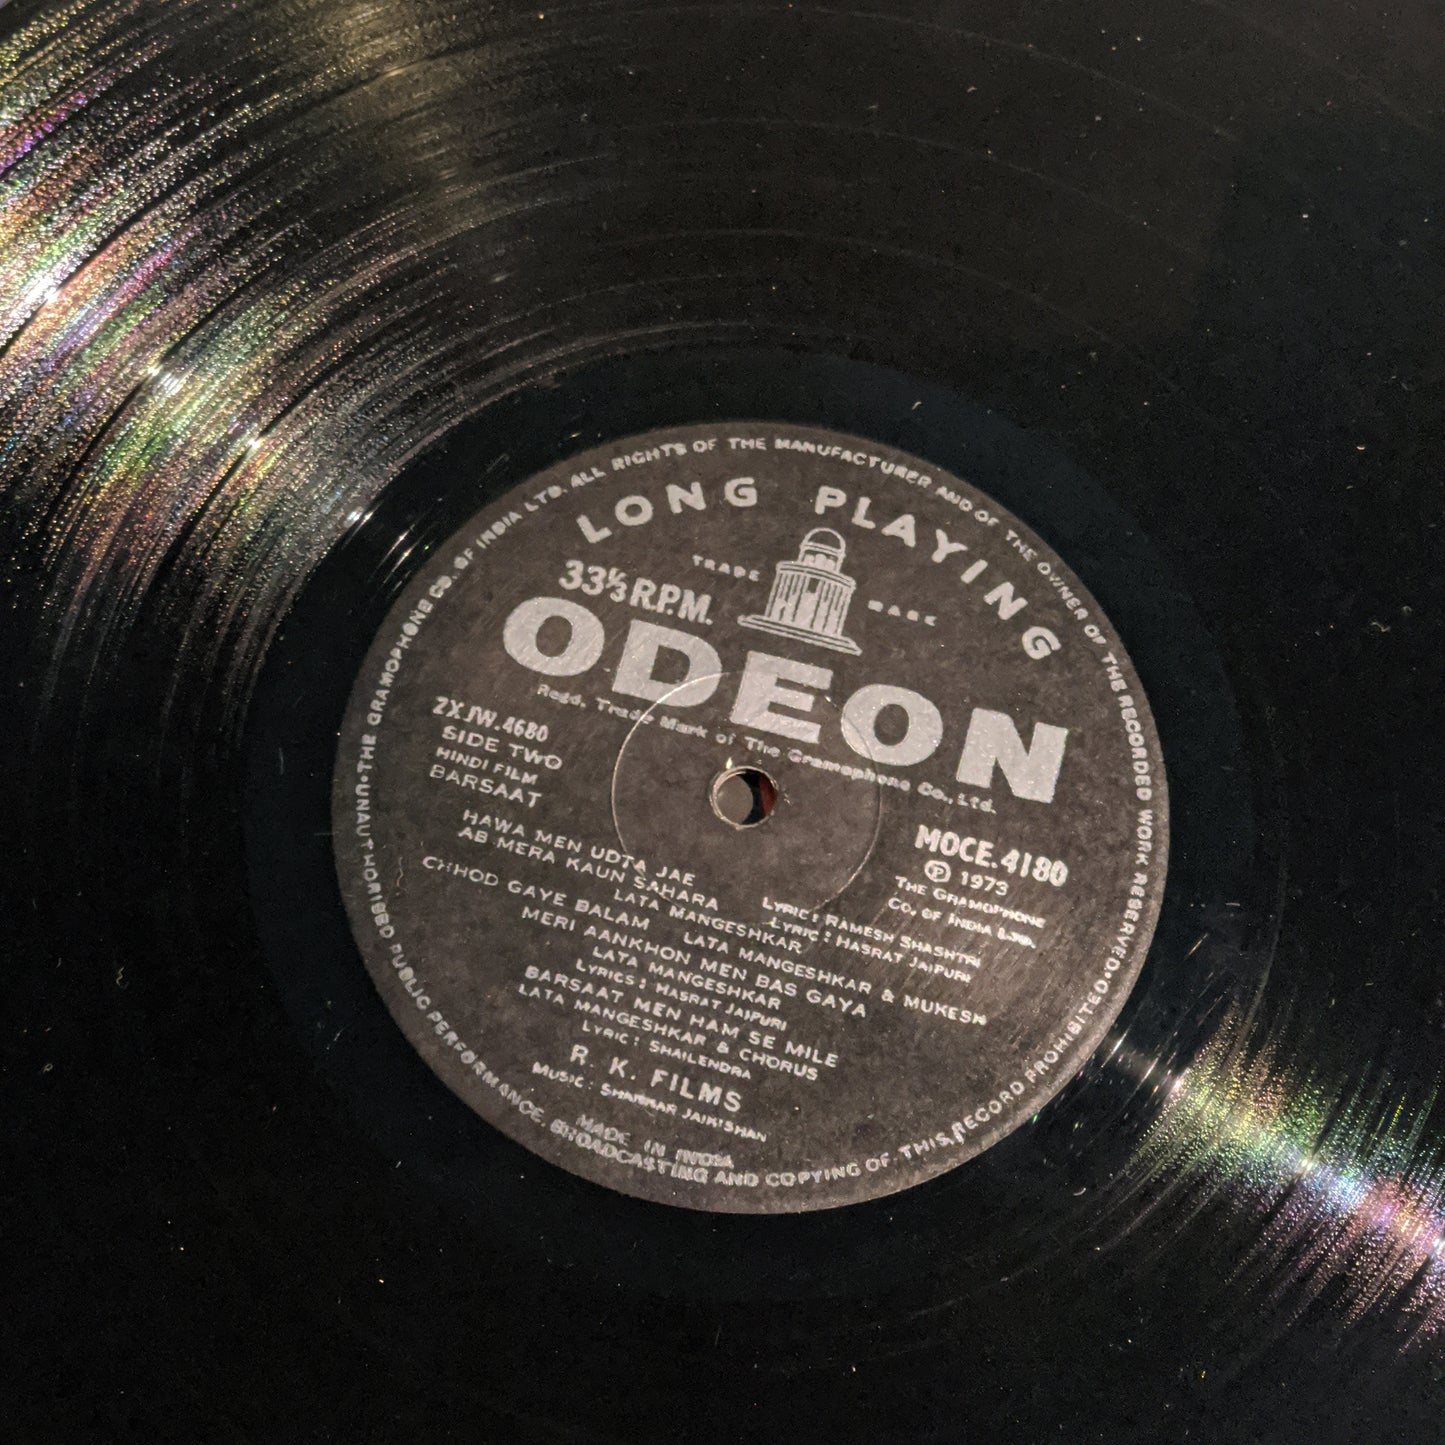 THE GRAMOPHONE CO. OF INDIA LTD. ALL RIGHTS OF THE MANUFACTURER AND OF THE OWNER OF THE RECORDED WORK RESERVED • UNAUTHORISED PUBLIC PERFORMANCE, BROADCASTING AND COPYING OF THIS RECORD PROHIBITED •
LONG PLAYING
TRADE MARK
33⅓ R.P.M.
ODEON
Regd. Trade Mark of The Gramophone Co., Ltd.
2XJW.4680
SIDE TWO
HINDI FILM
BARSAAT
MOCE.4180
Ⓟ 1973
THE GRAMOPHONE
CO. OF INDIA LTD.
HAWA MEN UDTA JAE
LYRIC: RAMESH SHASHTRI
AB MERA KAUN SAHARA
LYRIC: HASRAT JAIPURI
LATA MANGESHKAR
CHHOD GAYE BALAM LATA MANGESHKAR & MUKESH
MERI AANKHON MEN BAS GAYA
LATA MANGESHKAR
LYRICS: HASRAT JAIPURI
BARSAAT MEN HAM SE MILE
LATA MANGESHKAR & CHORUS
LYRIC: SHAILENDRA
R. K. FILMS
MUSIC: SHANKAR JAIKISHAN
MADE IN INDIA